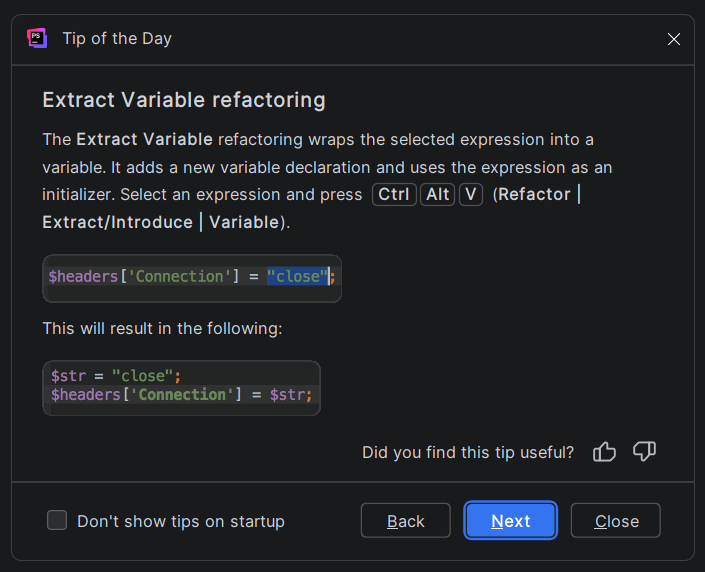 PS
Tip of the Day
Extract Variable refactoring
The Extract Variable refactoring wraps the selected expression into a
variable. It adds a new variable declaration and uses the expression as an
initializer. Select an expression and press Ctrl Alt V (Refactor |
Extract/Introduce | Variable).
$headers['Connection'] = "close";
This will result in the following:
$str = "close";
$headers['Connection'] = $str;
Did you find this tip useful?
Don't show tips on startup
Back
Next
Close